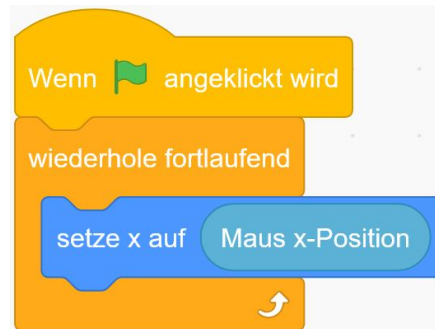 Wenn angeklickt wird
wiederhole fortlaufend
setze x auf Maus x-Position